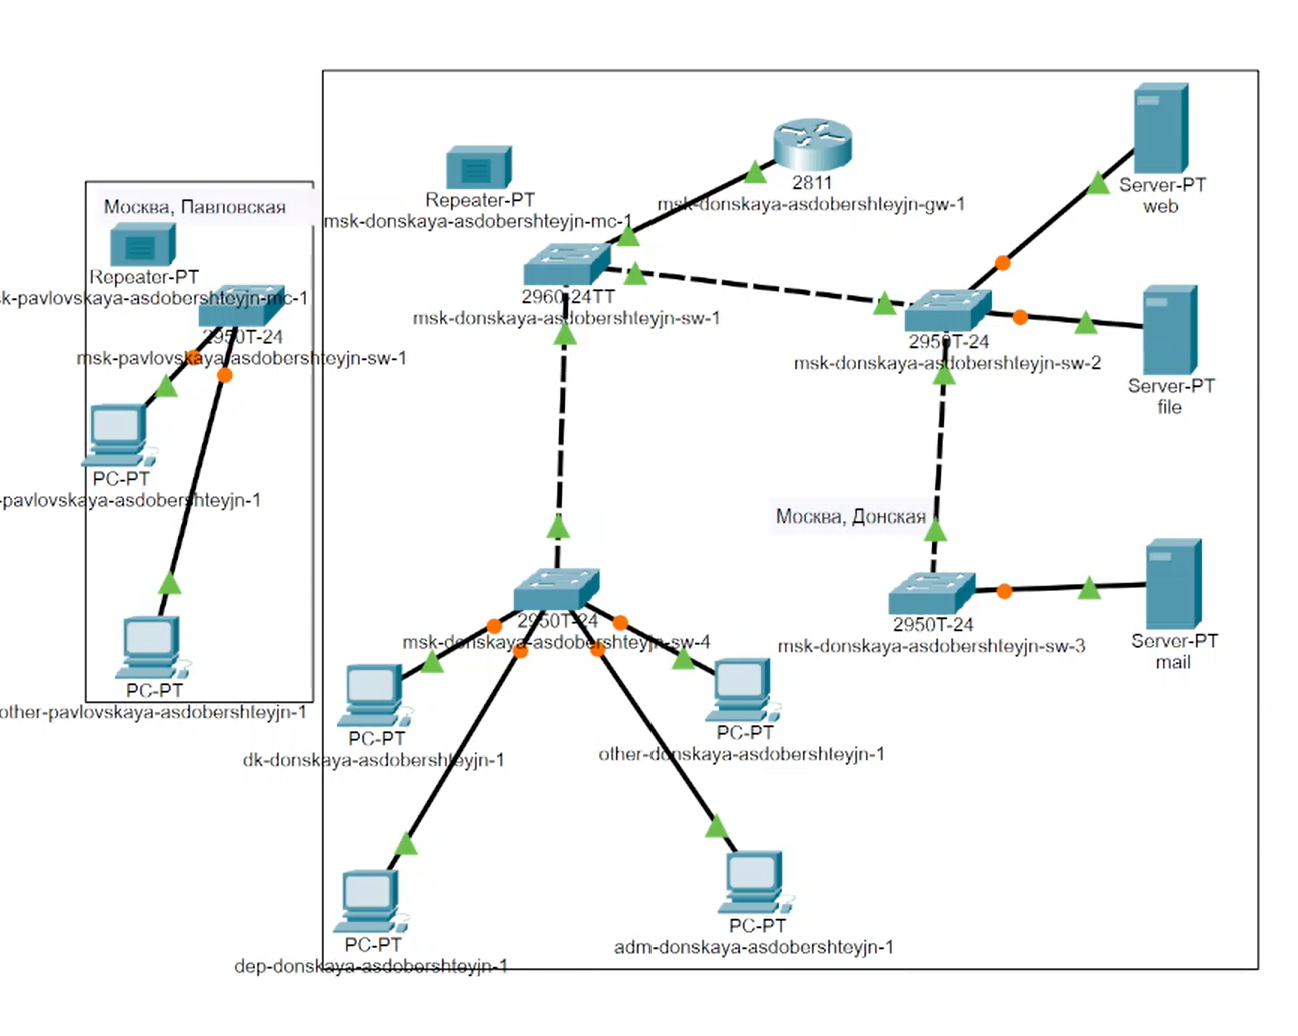 Москва, Павловская
Repeater-PT
k-pavlovskaya-asdobershteyjn-mc-1
2950T-24
msk-pavlovskaya-asdobershteyjn-sw-1
PC-PT
-pavlovskaya-asdobershteyjn-1
PC-PT
other-pavlovskaya-asdobershteyjn-1
Repeater-PT
msk-donskaya-asdobershteyjn-mc-1
2811
msk-donskaya-asdobershteyjn-gw-1
2960-24TT
msk-donskaya-asdobershteyjn-sw-1
Server-PT
web
2950T-24
msk-donskaya-asdobershteyjn-sw-2
Server-PT
file
Москва, Донская
2950T-24
msk-donskaya-asdobershteyjn-sw-4
2950T-24
msk-donskaya-asdobershteyjn-sw-3
Server-PT
mail
PC-PT
dk-donskaya-asdobershteyjn-1
PC-PT
other-donskaya-asdobershteyjn-1
PC-PT
dep-donskaya-asdobershteyjn-1
PC-PT
adm-donskaya-asdobershteyjn-1